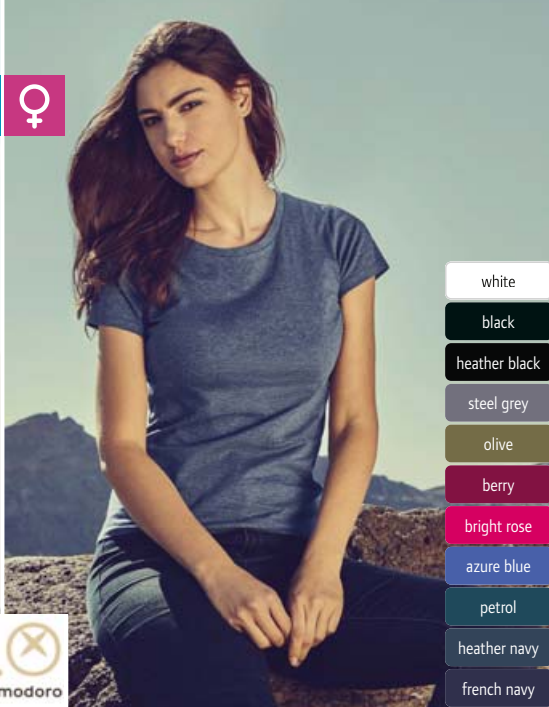 white
black
heather black
steel grey
olive
berry
bright rose
azure blue
petrol
heather navy
french navy
modoro